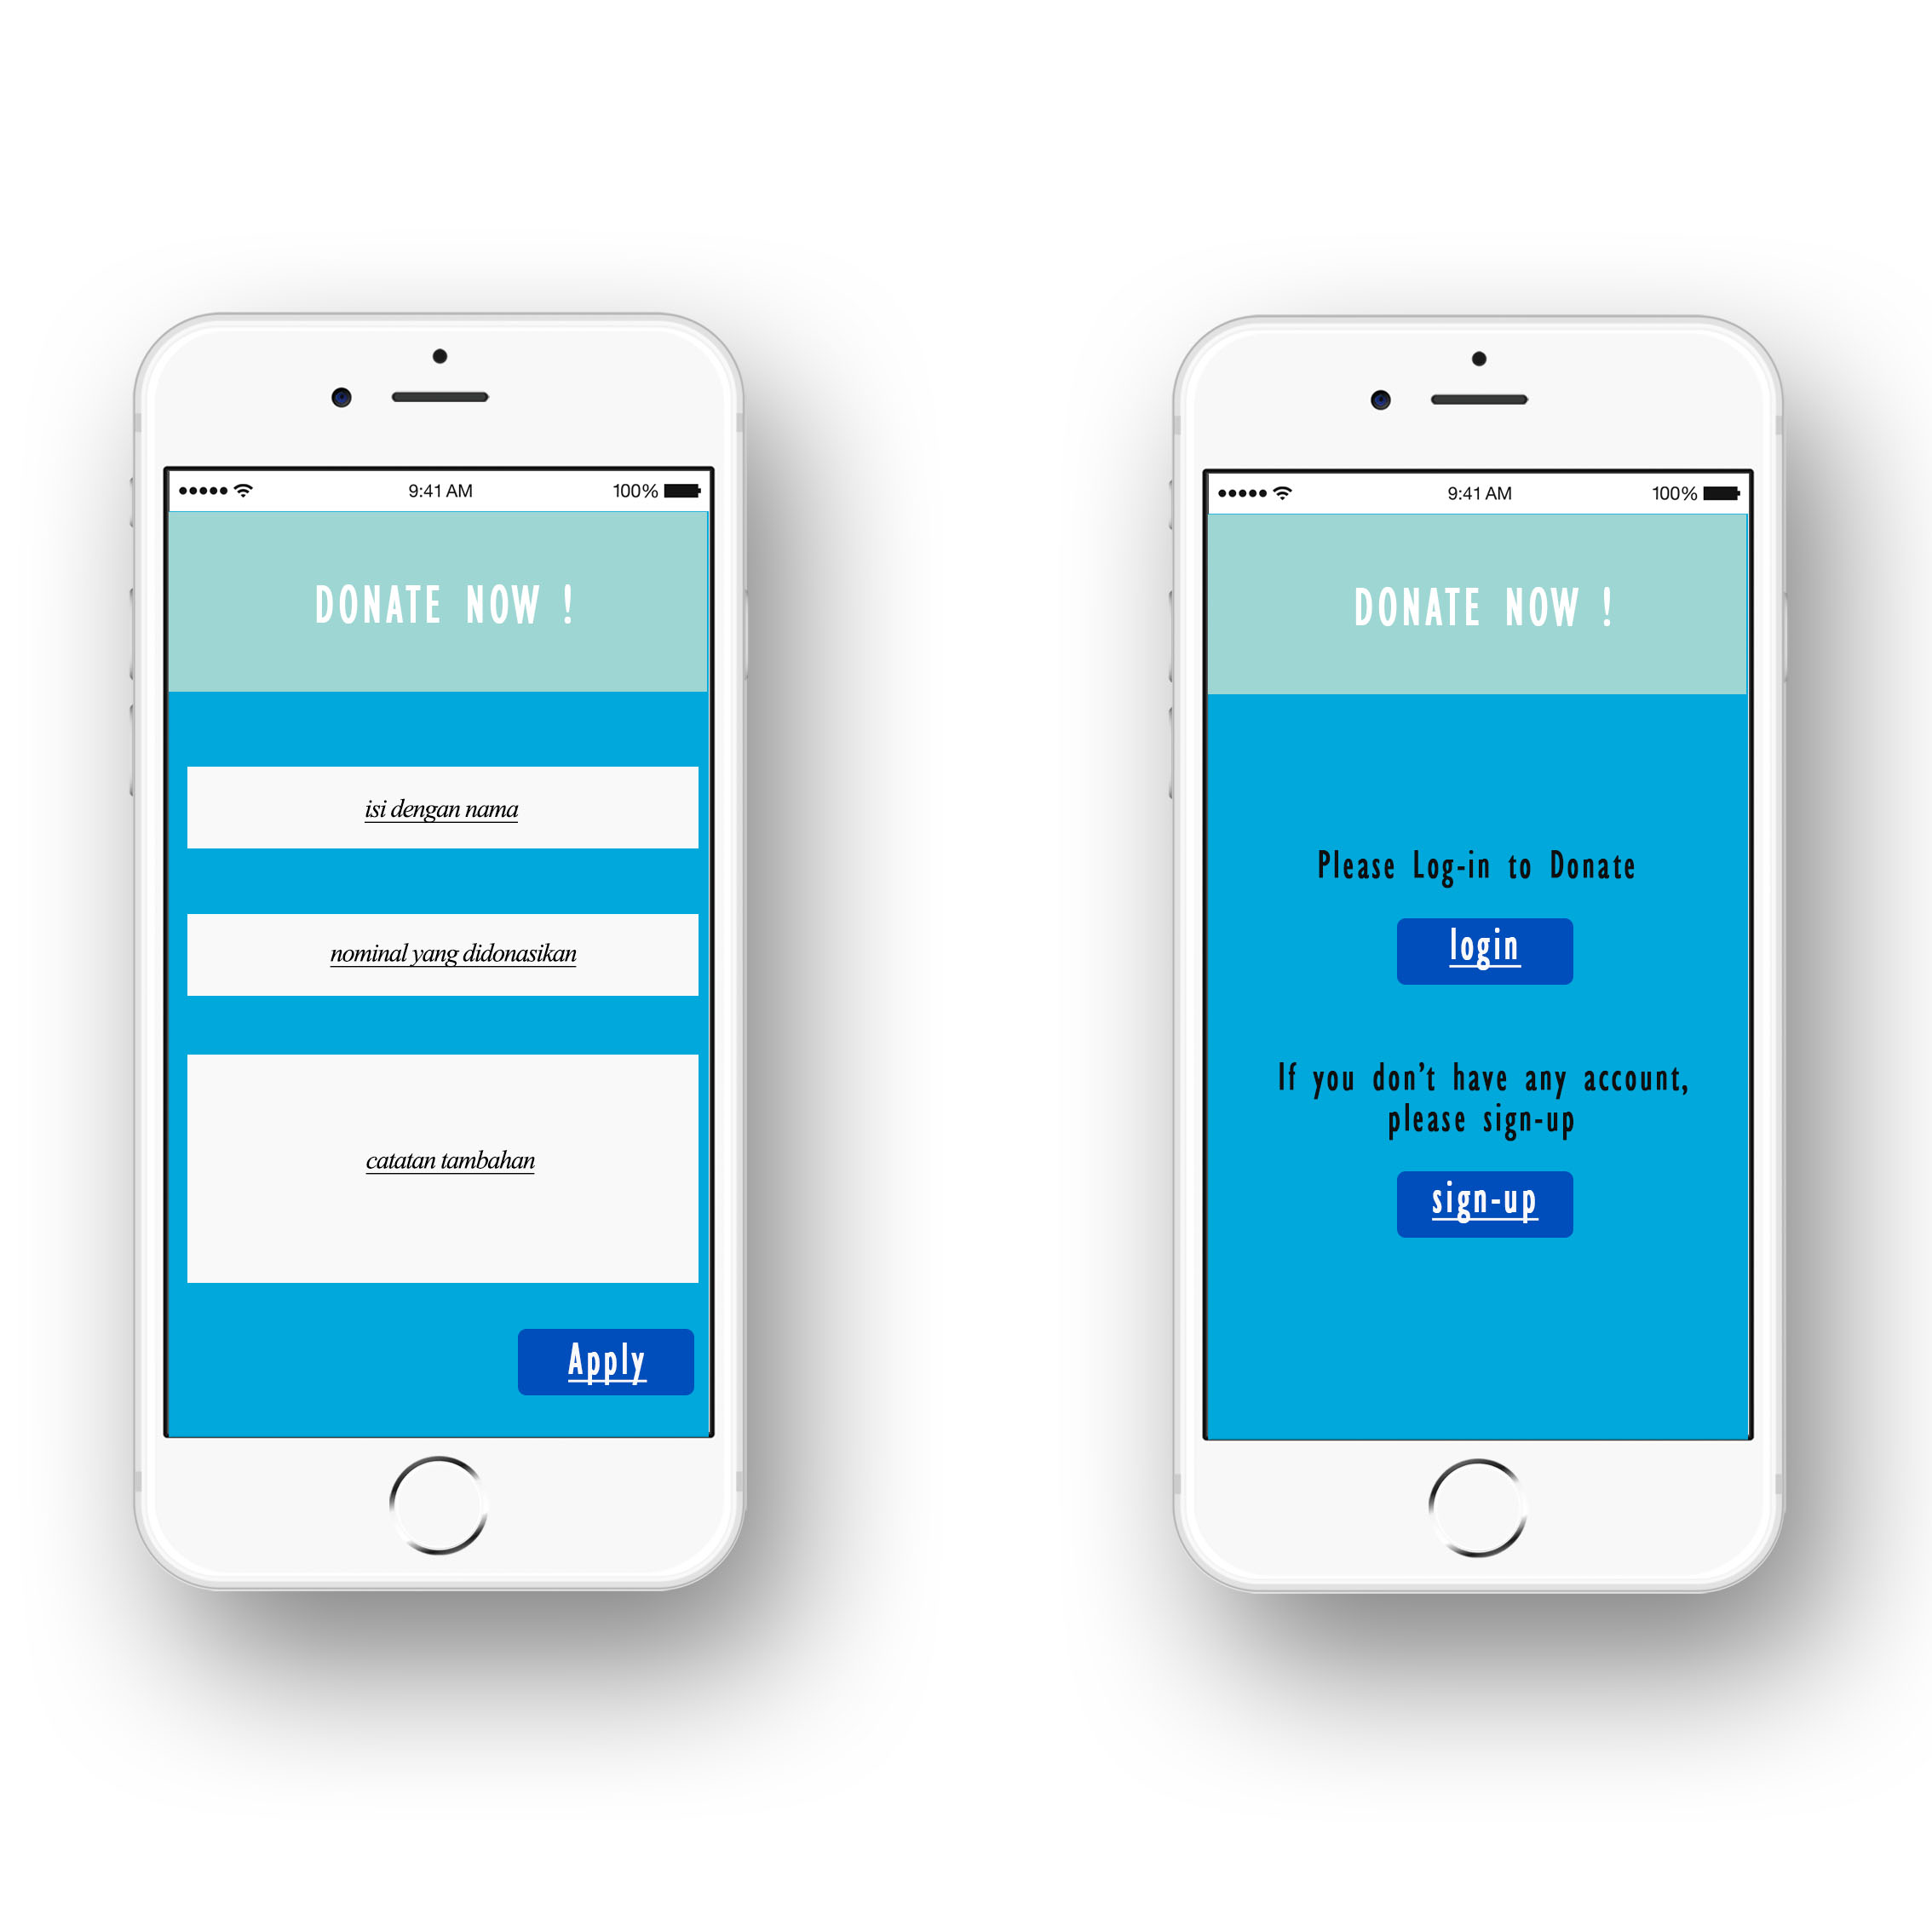 9:41 AM
100%
DONATE NOW !
isi dengan nama
nominal yang didonasikan
catatan tambahan
Apply
9:41 AM
100%
DONATE NOW !
Please Log-in to Donate
login
If you don't have any account,
please sign-up
sign-up